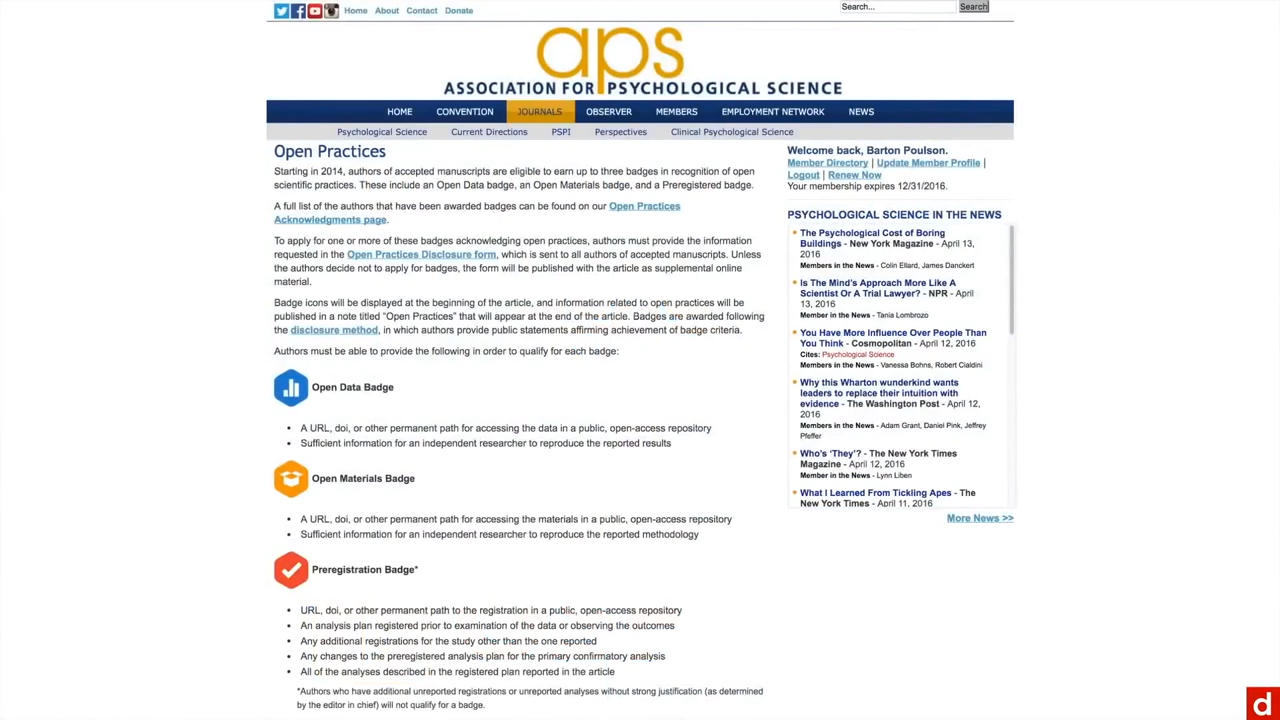 Home About Contact Donate
Search... Search
aps
ASSOCIATION FOR PSYCHOLOGICAL SCIENCE
HOME CONVENTION JOURNALS OBSERVER MEMBERS EMPLOYMENT NETWORK NEWS
Psychological Science Current Directions PSPI Perspectives Clinical Psychological Science
Open Practices
Starting in 2014, authors of accepted manuscripts are eligible to earn up to three badges in recognition of open
scientific practices. These include an Open Data badge, an Open Materials badge, and a Preregistered badge.
A full list of the authors that have been awarded badges can be found on our Open Practices
Acknowledgments page.
To apply for one or more of these badges acknowledging open practices, authors must provide the information
requested in the Open Practices Disclosure form, which is sent to all authors of accepted manuscripts. Unless
the authors decide not to apply for badges, the form will be published with the article as supplemental online
material.
Badge icons will be displayed at the beginning of the article, and information related to open practices will be
published in a note titled “Open Practices” that will appear at the end of the article. Badges are awarded following
the disclosure method, in which authors provide public statements affirming achievement of badge criteria.
Authors must be able to provide the following in order to qualify for each badge:
Open Data Badge
• A URL, doi, or other permanent path for accessing the data in a public, open-access repository
• Sufficient information for an independent researcher to reproduce the reported results
Open Materials Badge
• A URL, doi, or other permanent path for accessing the materials in a public, open-access repository
• Sufficient information for an independent researcher to reproduce the reported methodology
Preregistration Badge*
• URL, doi, or other permanent path to the registration in a public, open-access repository
• An analysis plan registered prior to examination of the data or observing the outcomes
• Any additional registrations for the study other than the one reported
• Any changes to the preregistered analysis plan for the primary confirmatory analysis
• All of the analyses described in the registered plan reported in the article
*Authors who have additional unreported registrations or unreported analyses without strong justification (as determined
by the editor in chief) will not qualify for a badge.
Welcome back, Barton Poulson.
Member Directory | Update Member Profile |
Logout | Renew Now
Your membership expires 12/31/2016.
PSYCHOLOGICAL SCIENCE IN THE NEWS
• The Psychological Cost of Boring
Buildings - New York Magazine - April 13,
2016
Members in the News - Colin Ellard, James Danckert
• Is The Mind’s Approach More Like A
Scientist Or A Trial Lawyer? - NPR - April
13, 2016
Member in the News - Tania Lombrozo
• You Have More Influence Over People Than
You Think - Cosmopolitan - April 12, 2016
Cites: Psychological Science
Members in the News - Vanessa Bohns, Robert Cialdini
• Why this Wharton wunderkind wants
leaders to replace their intuition with
evidence - The Washington Post - April 12,
2016
Members in the News - Adam Grant, Daniel Pink, Jeffrey
Pfeffer
• Who’s ‘They’? - The New York Times
Magazine - April 12, 2016
Member in the News - Lynn Liben
• What I Learned From Tickling Apes - The
New York Times - April 11, 2016
More News >>
d